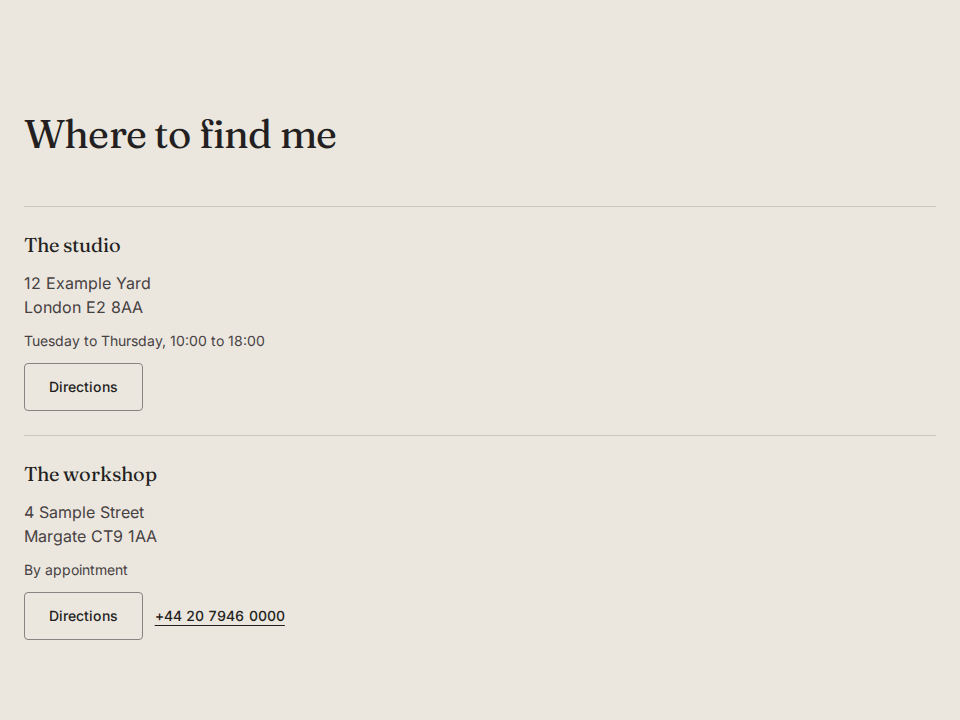 Where to find me
The studio
12 Example Yard
London E2 8AA
Tuesday to Thursday, 10:00 to 18:00
Directions
The workshop
4 Sample Street
Margate CT9 1AA
By appointment
Directions +44 20 7946 0000